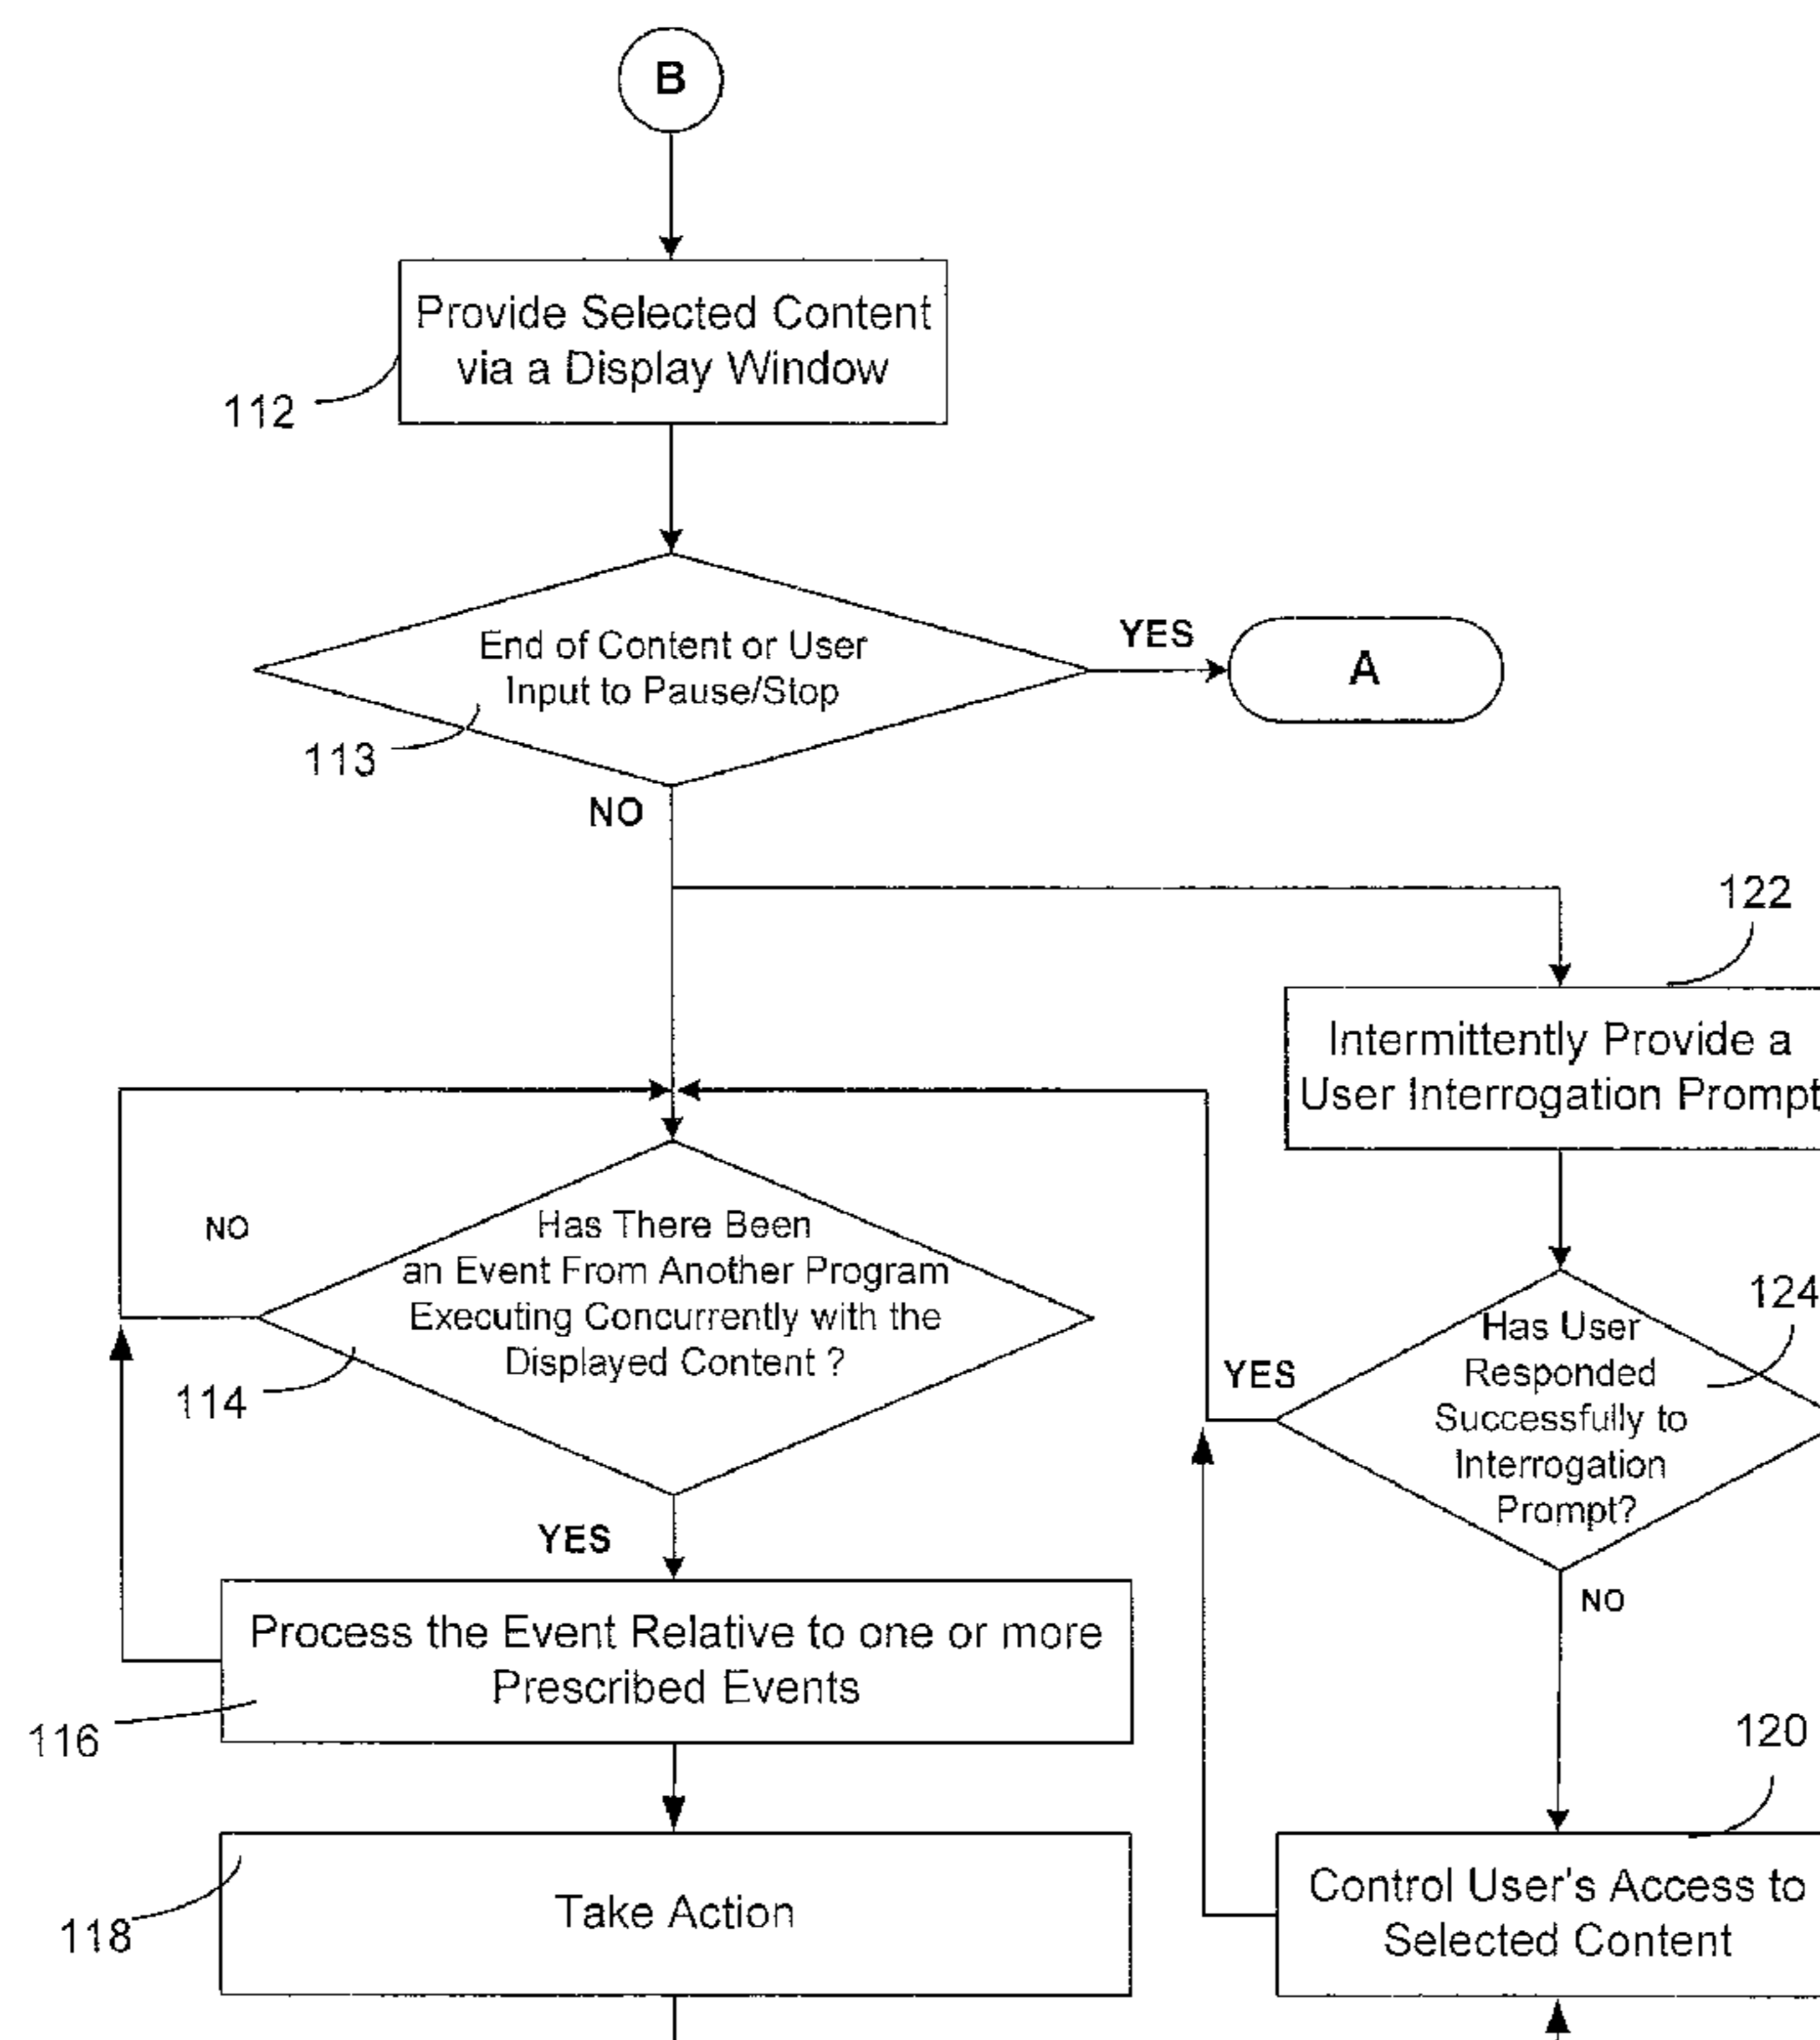 B
Provide Selected Content
via a Display Window
112
End of Content or User
Input to Pause/Stop
YES
A
113
NO
122
Intermittently Provide a
User Interrogation Prompt
NO
Has There Been
an Event From Another Program
Executing Concurrently with the
Displayed Content ?
114
124
Has User
Responded
Successfully to
Interrogation
Prompt?
YES
YES
NO
Process the Event Relative to one or more
Prescribed Events
116
120
Take Action
118
Control User's Access to
Selected Content